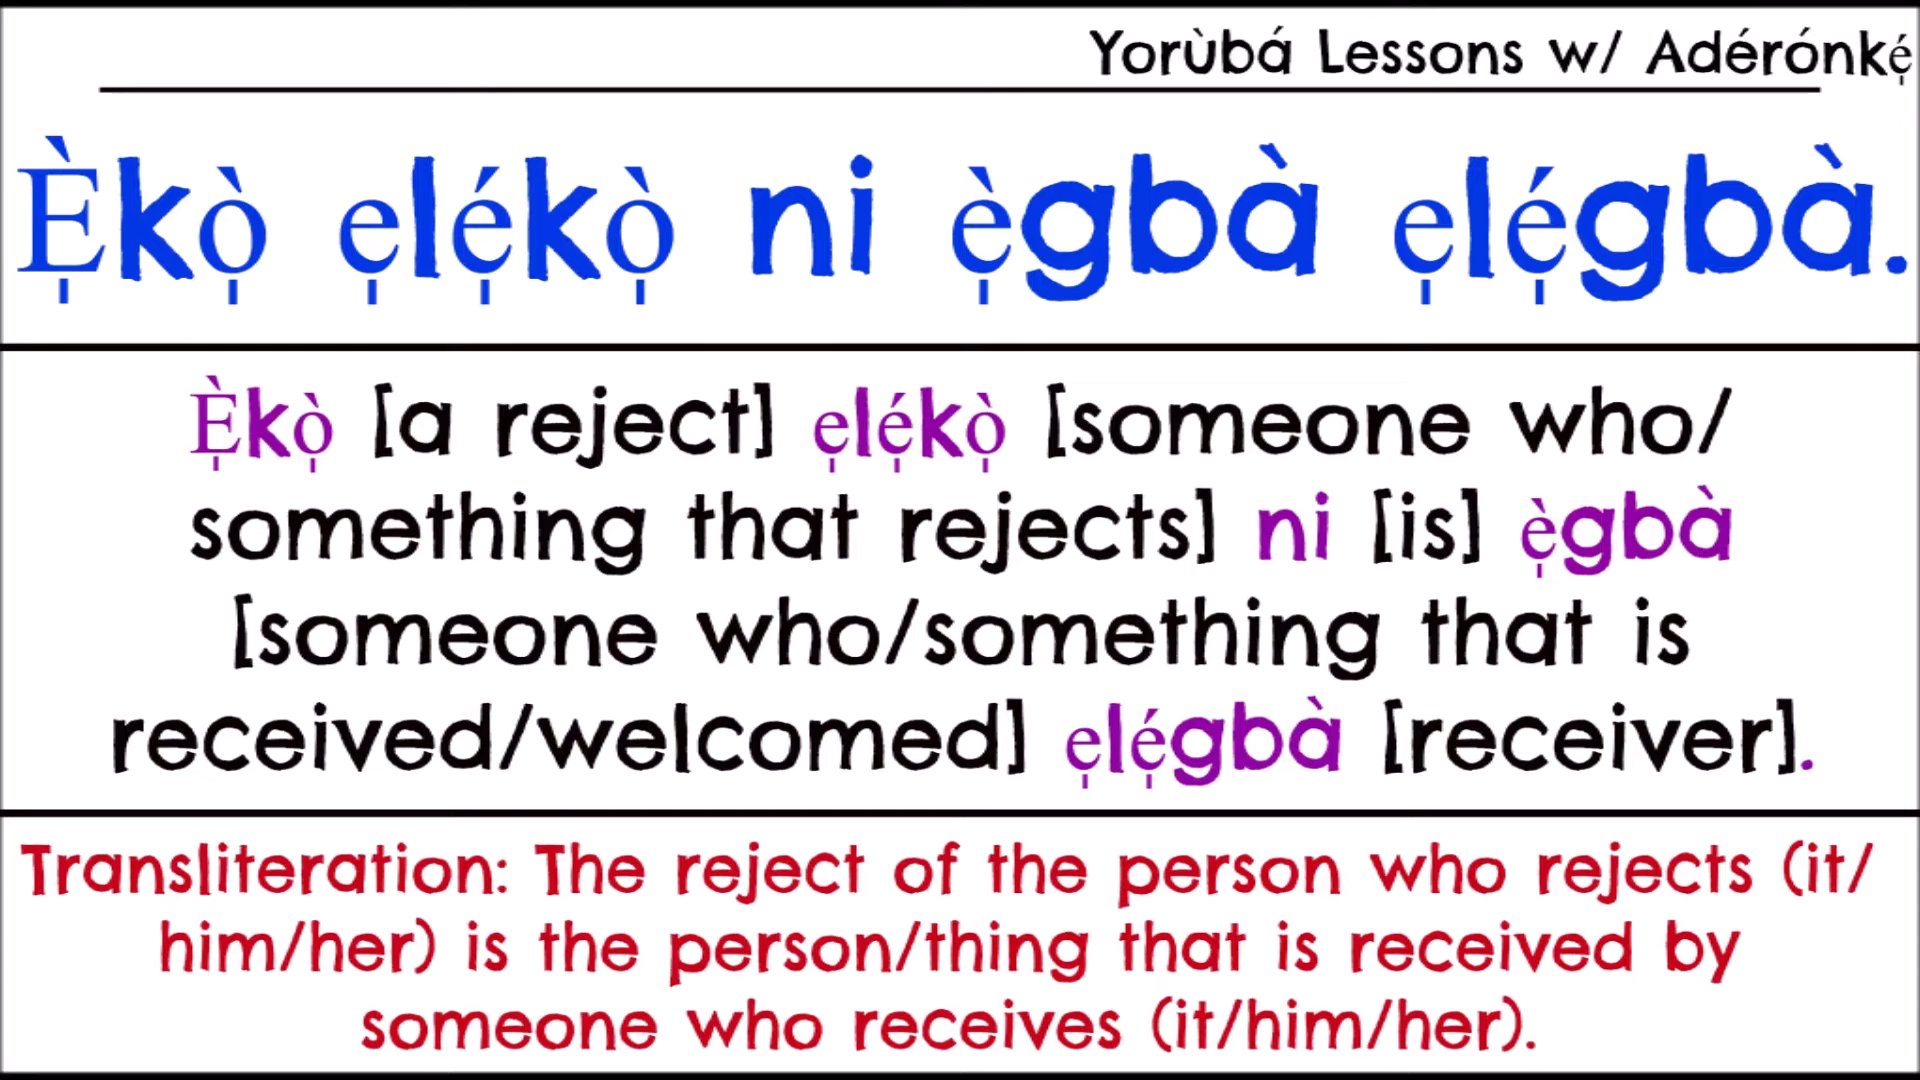 Yorùbá Lessons w/ Adérónkẹ́
Ẹ̀kọ̀ ẹlẹ́kọ̀ ni ẹ̀gbà ẹlẹ́gbà.
Ẹ̀kọ̀ [a reject] ẹlẹ́kọ̀ [someone who/
something that rejects] ni [is] ẹ̀gbà
[someone who/something that is
received/welcomed] ẹlẹ́gbà [receiver].
Transliteration: The reject of the person who rejects (it/
him/her) is the person/thing that is received by
someone who receives (it/him/her).